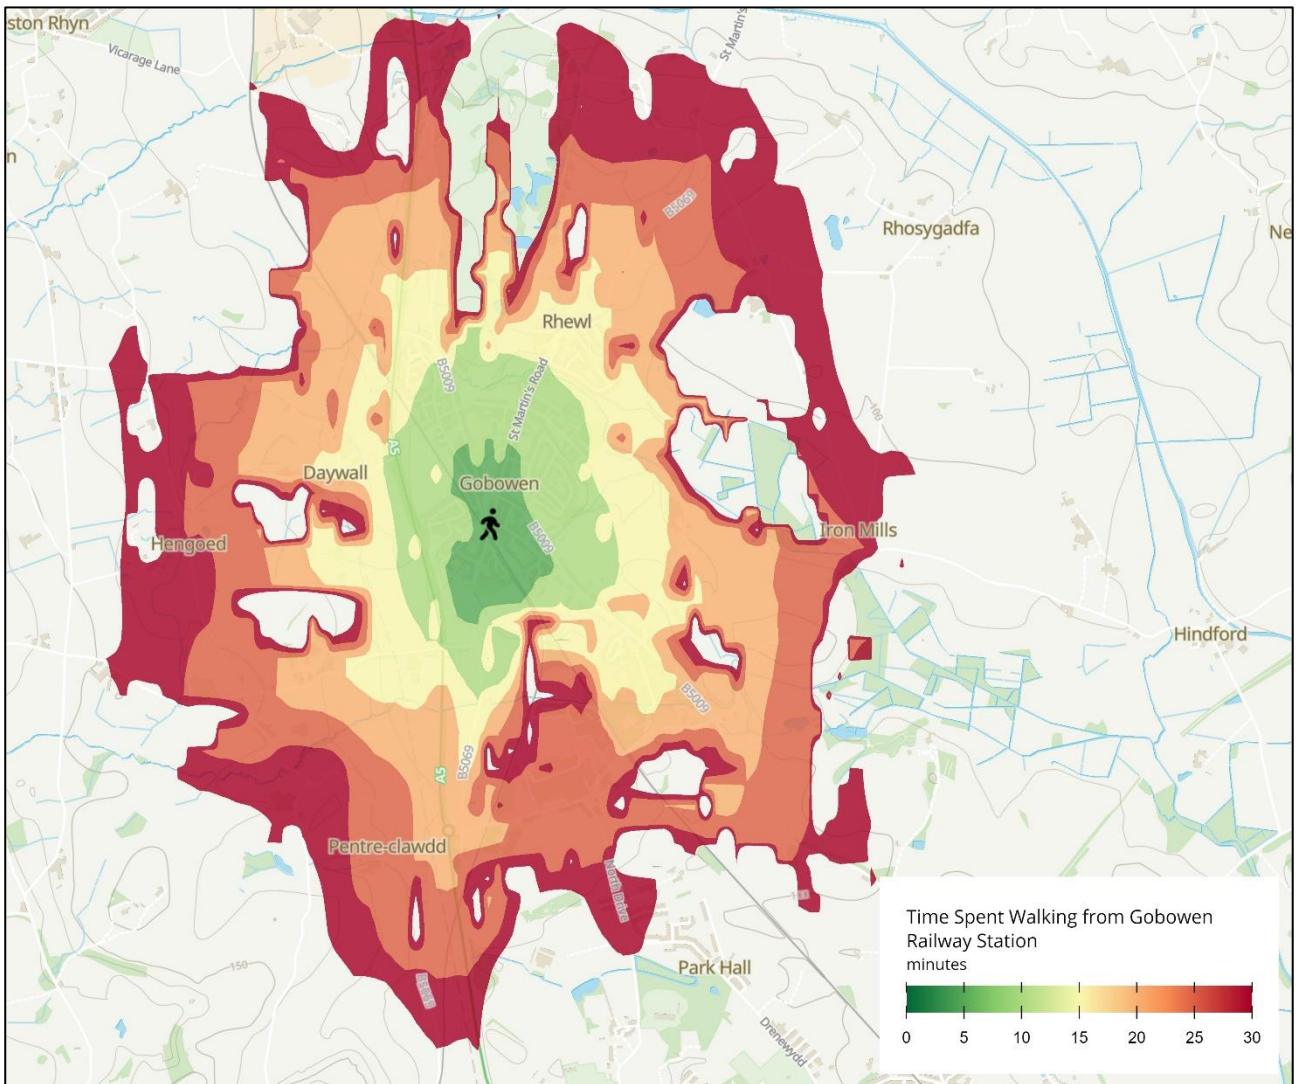 ston Rhyn
Vicarage Lane
St Martin's
n
B5069
Rhosygadfa
Ne
Rhewl
B5009
St Martin's Road
100
A5
Daywall
Gobowen
B5009
Iron Mills
Hengoed
Hindford
B5009
B5069
A5
Pentre-clawdd
North Drive
150
Park Hall
Drenewydd
Time Spent Walking from Gobowen
Railway Station
minutes
0 5 10 15 20 25 30